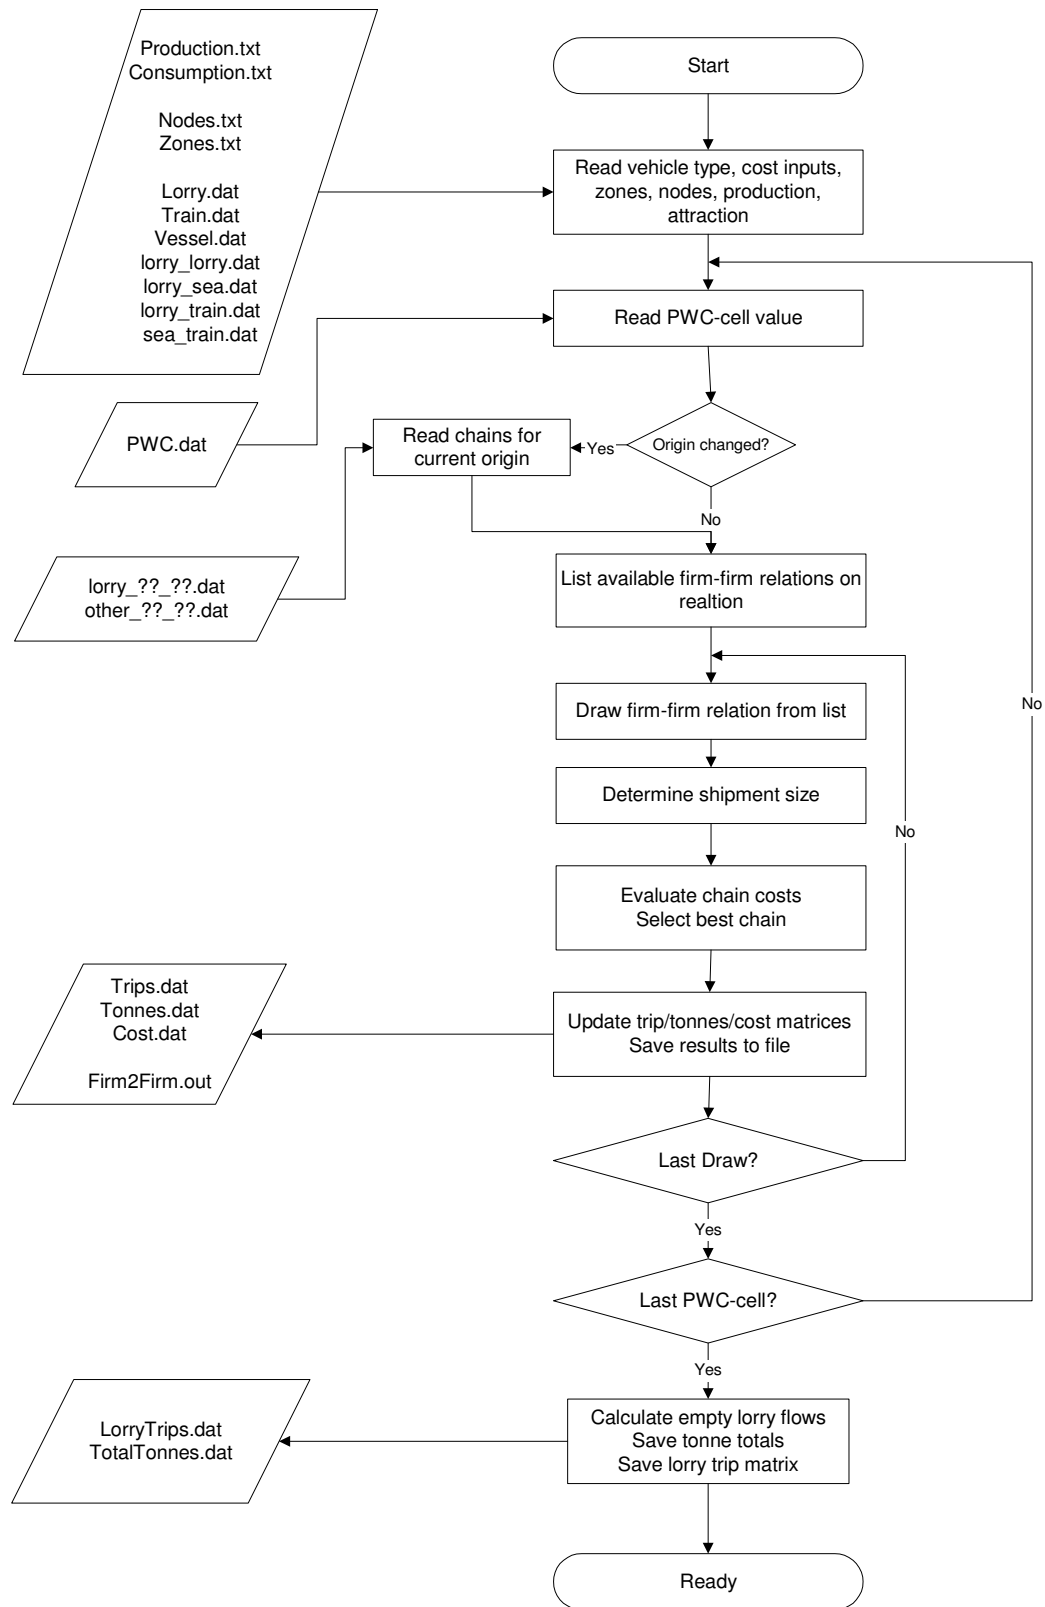 Production.txt
Consumption.txt
Nodes.txt
Zones.txt
Lorry.dat
Train.dat
Vessel.dat
lorry_lorry.dat
lorry_sea.dat
lorry_train.dat
sea_train.dat
Start
Read vehicle type, cost inputs,
zones, nodes, production,
attraction
Read PWC-cell value
PWC.dat
Read chains for
current origin
Yes
Origin changed?
No
lorry_??_??.dat
other_??_??.dat
List available firm-firm relations on
realtion
Draw firm-firm relation from list
No
Determine shipment size
No
Evaluate chain costs
Select best chain
Trips.dat
Tonnes.dat
Cost.dat
Firm2Firm.out
Update trip/tonnes/cost matrices
Save results to file
Last Draw?
Yes
Last PWC-cell?
Yes
LorryTrips.dat
TotalTonnes.dat
Calculate empty lorry flows
Save tonne totals
Save lorry trip matrix
Ready